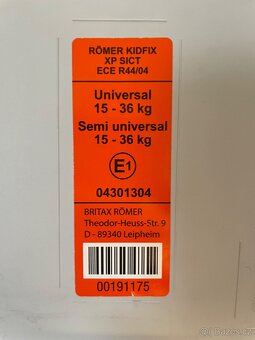 RÖMER KIDFIX
XP SICT
ECE R44/04
Universal
15 - 36 kg
Semi universal
15 - 36 kg
E1
04301304
BRITAX RÖMER
Theodor-Heuss-Str. 9
D - 89340 Leipheim
00191175